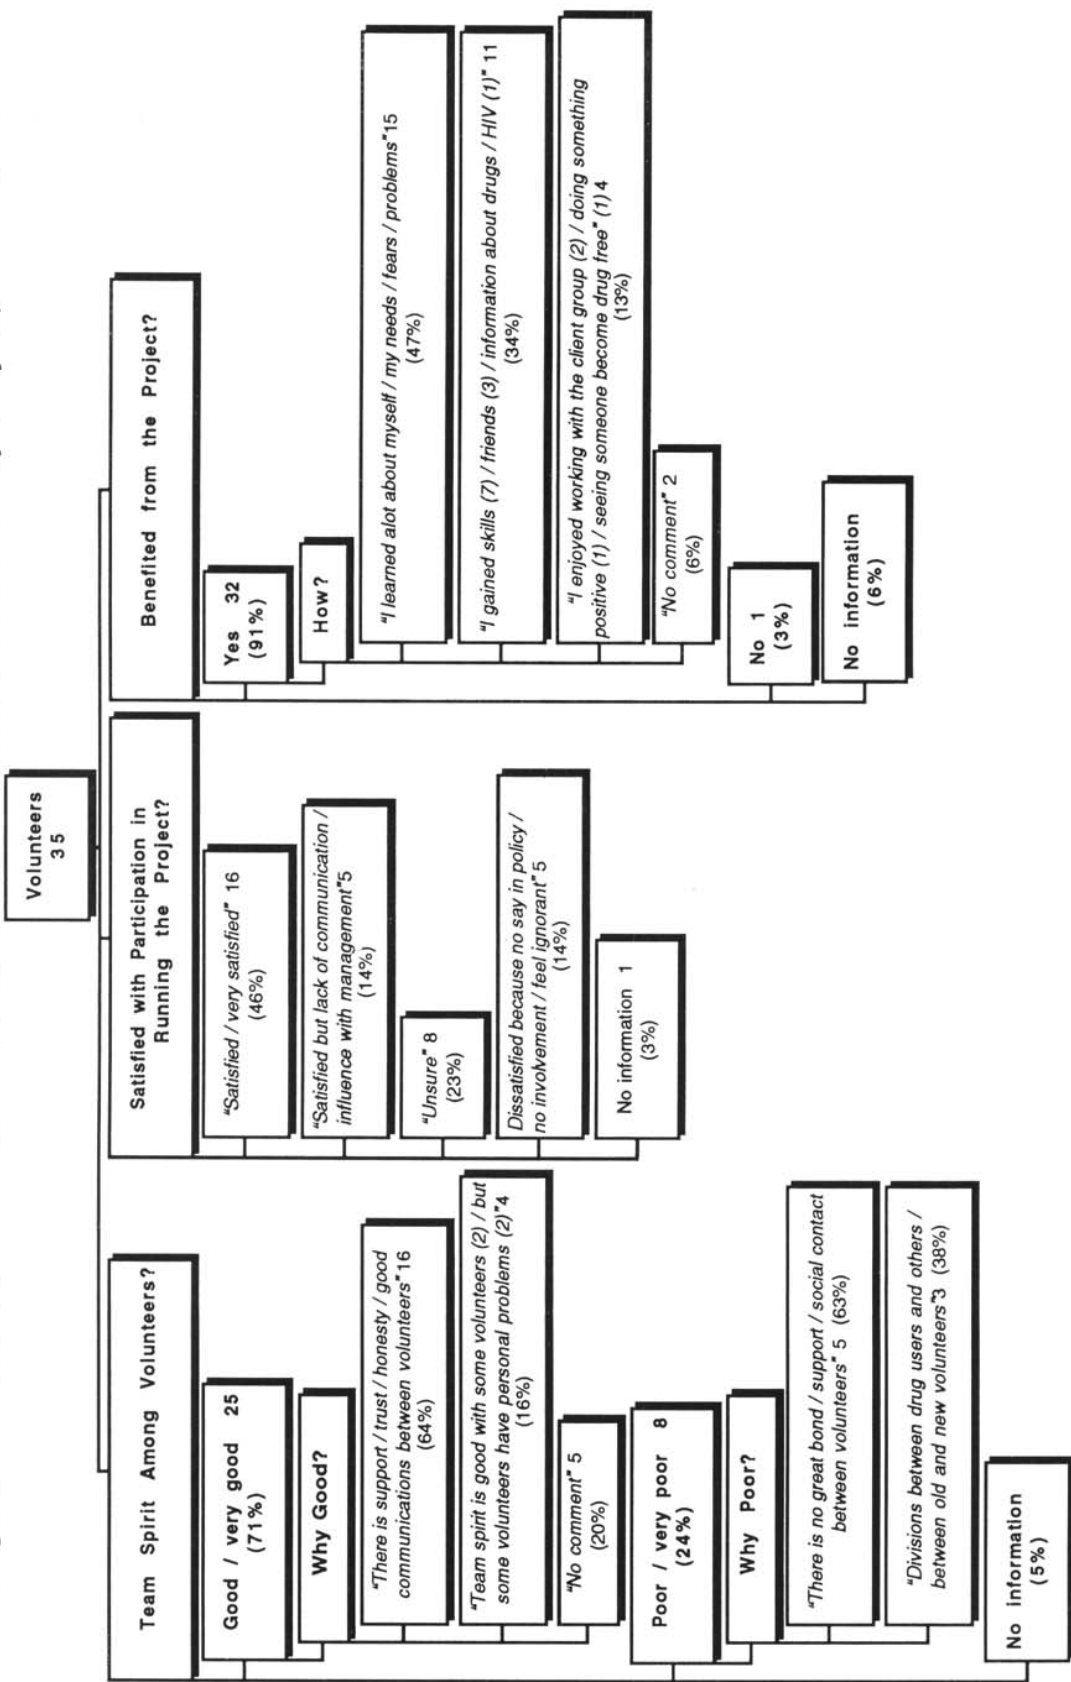 Volunteers
35
Team Spirit Among Volunteers?
Good / very good 25
(71%)
Why Good?
"There is support / trust / honesty / good
communications between volunteers" 16
(64%)
"Team spirit is good with some volunteers (2) / but
some volunteers have personal problems (2)" 4
(16%)
"No comment" 5
(20%)
Poor / very poor 8
(24%)
Why Poor?
"There is no great bond / support / social contact
between volunteers" 5 (63%)
"Divisions between drug users and others /
between old and new volunteers" 3 (38%)
No information
(5%)
Satisfied with Participation in
Running the Project?
"Satisfied / very satisfied" 16
(46%)
"Satisfied but lack of communication /
influence with management" 5
(14%)
"Unsure" 8
(23%)
Dissatisfied because no say in policy /
no involvement / feel ignorant" 5
(14%)
No information 1
(3%)
Benefited from the Project?
Yes 32
(91%)
How?
"I learned alot about myself / my needs / fears / problems" 15
(47%)
"I gained skills (7) / friends (3) / information about drugs / HIV (1)" 11
(34%)
"I enjoyed working with the client group (2) / doing something
positive (1) / seeing someone become drug free" (1) 4
(13%)
"No comment" 2
(6%)
No 1
(3%)
No information
(6%)